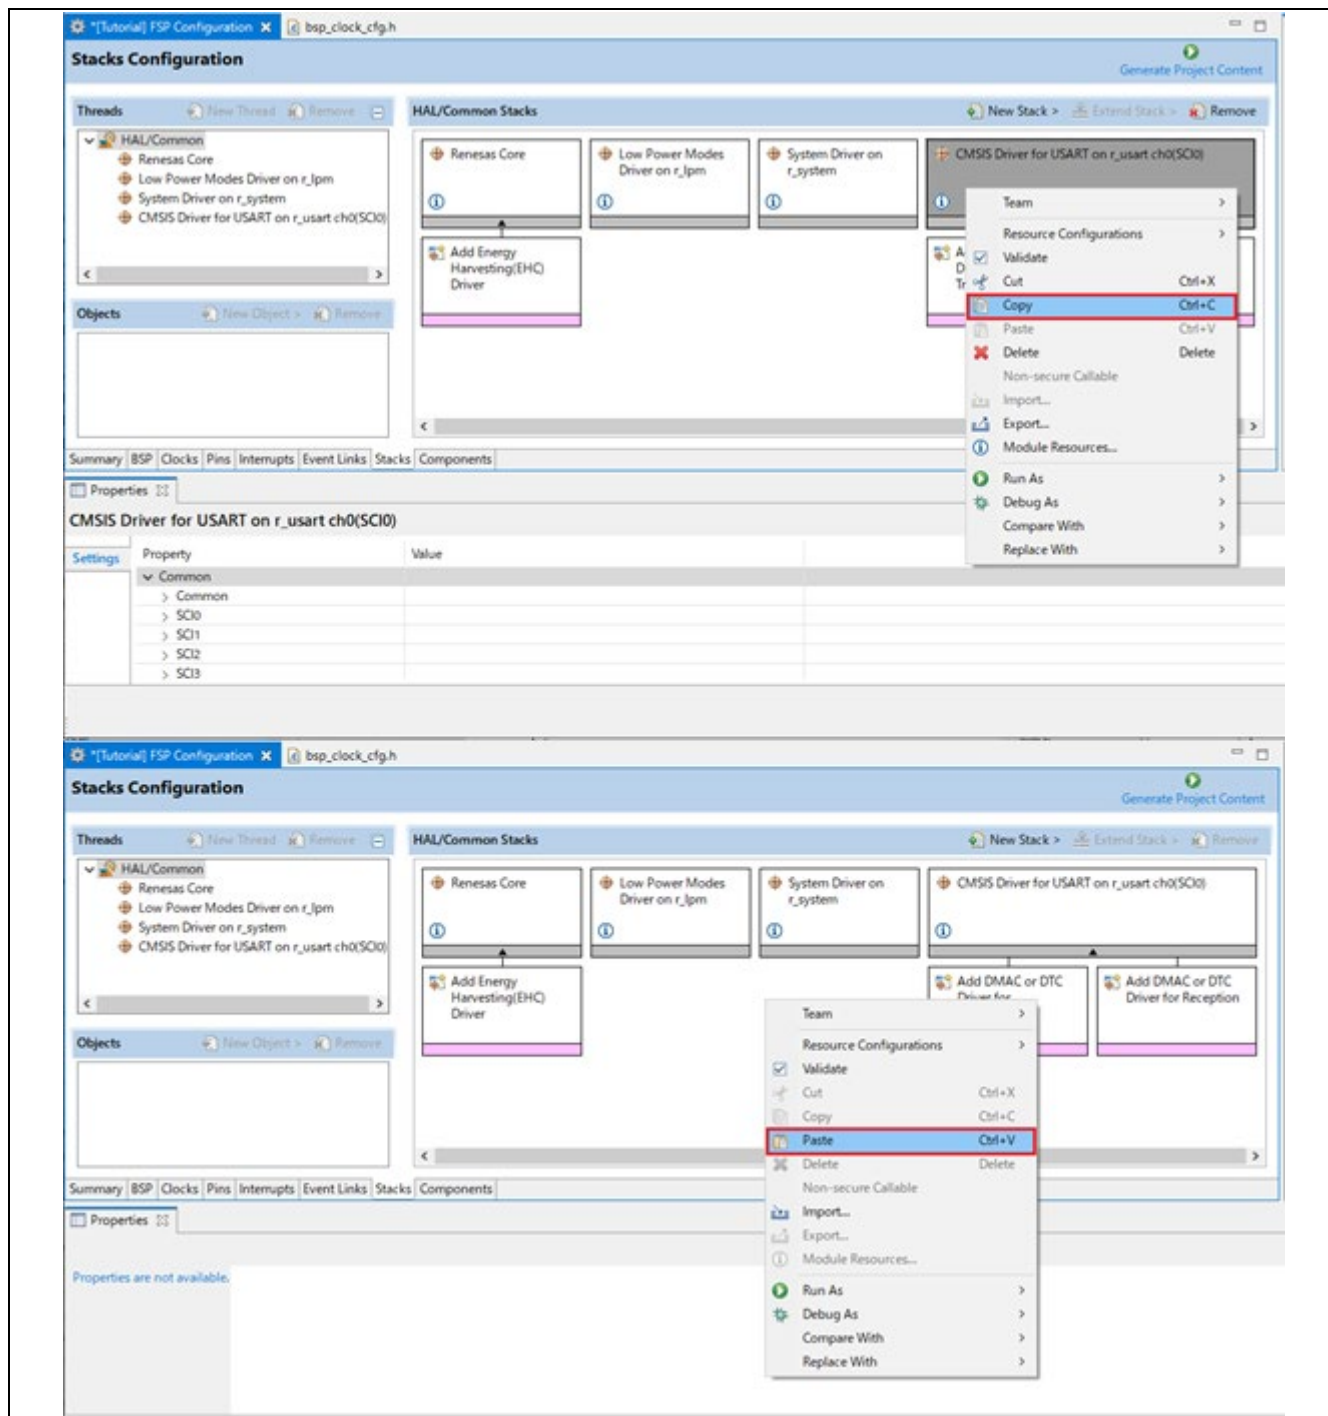 *[Tutorial] FSP Configuration
bsp_clock_cfg.h
Stacks Configuration
Generate Project Content
Threads
New Thread
Remove
HAL/Common Stacks
New Stack >
Extend Stack >
Remove
HAL/Common
Renesas Core
Low Power Modes Driver on r_lpm
System Driver on r_system
CMSIS Driver for USART on r_usart ch0(SCI0)
Renesas Core
Low Power Modes
Driver on r_lpm
System Driver on
r_system
CMSIS Driver for USART on r_usart ch0(SCI0)
Add Energy
Harvesting(EHC)
Driver
A
D
Tr
Objects
New Object >
Remove
Team
Resource Configurations
Validate
Cut Ctrl+X
Copy Ctrl+C
Paste Ctrl+V
Delete Delete
Non-secure Callable
Import...
Export...
Module Resources...
Run As
Debug As
Compare With
Replace With
Summary BSP Clocks Pins Interrupts Event Links Stacks Components
Properties
CMSIS Driver for USART on r_usart ch0(SCI0)
Settings
Property Value
Common
Common
SCI0
SCI1
SCI2
SCI3
*[Tutorial] FSP Configuration
bsp_clock_cfg.h
Stacks Configuration
Generate Project Content
Threads
New Thread
Remove
HAL/Common Stacks
New Stack >
Extend Stack >
Remove
HAL/Common
Renesas Core
Low Power Modes Driver on r_lpm
System Driver on r_system
CMSIS Driver for USART on r_usart ch0(SCI0)
Renesas Core
Low Power Modes
Driver on r_lpm
System Driver on
r_system
CMSIS Driver for USART on r_usart ch0(SCI0)
Add Energy
Harvesting(EHC)
Driver
Add DMAC or DTC
Driver for
Add DMAC or DTC
Driver for Reception
Objects
New Object >
Remove
Team
Resource Configurations
Validate
Cut Ctrl+X
Copy Ctrl+C
Paste Ctrl+V
Delete Delete
Non-secure Callable
Import...
Export...
Module Resources...
Run As
Debug As
Compare With
Replace With
Summary BSP Clocks Pins Interrupts Event Links Stacks Components
Properties
Properties are not available.